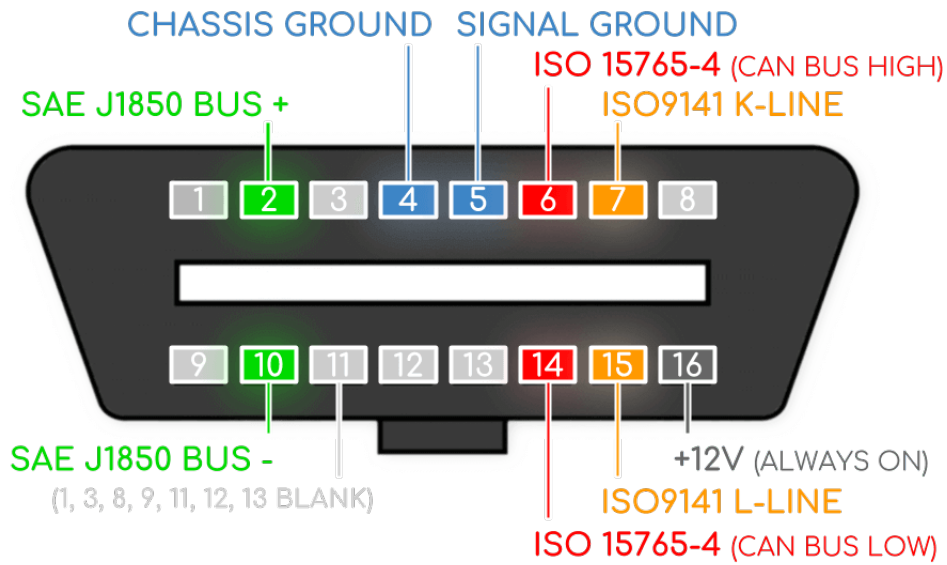 CHASSIS GROUND SIGNAL GROUND
ISO 15765-4 (CAN BUS HIGH)
SAE J1850 BUS + ISO9141 K-LINE
1 2 3 4 5 6 7 8
9 10 11 12 13 14 15 16
SAE J1850 BUS - +12V (ALWAYS ON)
(1, 3, 8, 9, 11, 12, 13 BLANK) ISO9141 L-LINE
ISO 15765-4 (CAN BUS LOW)